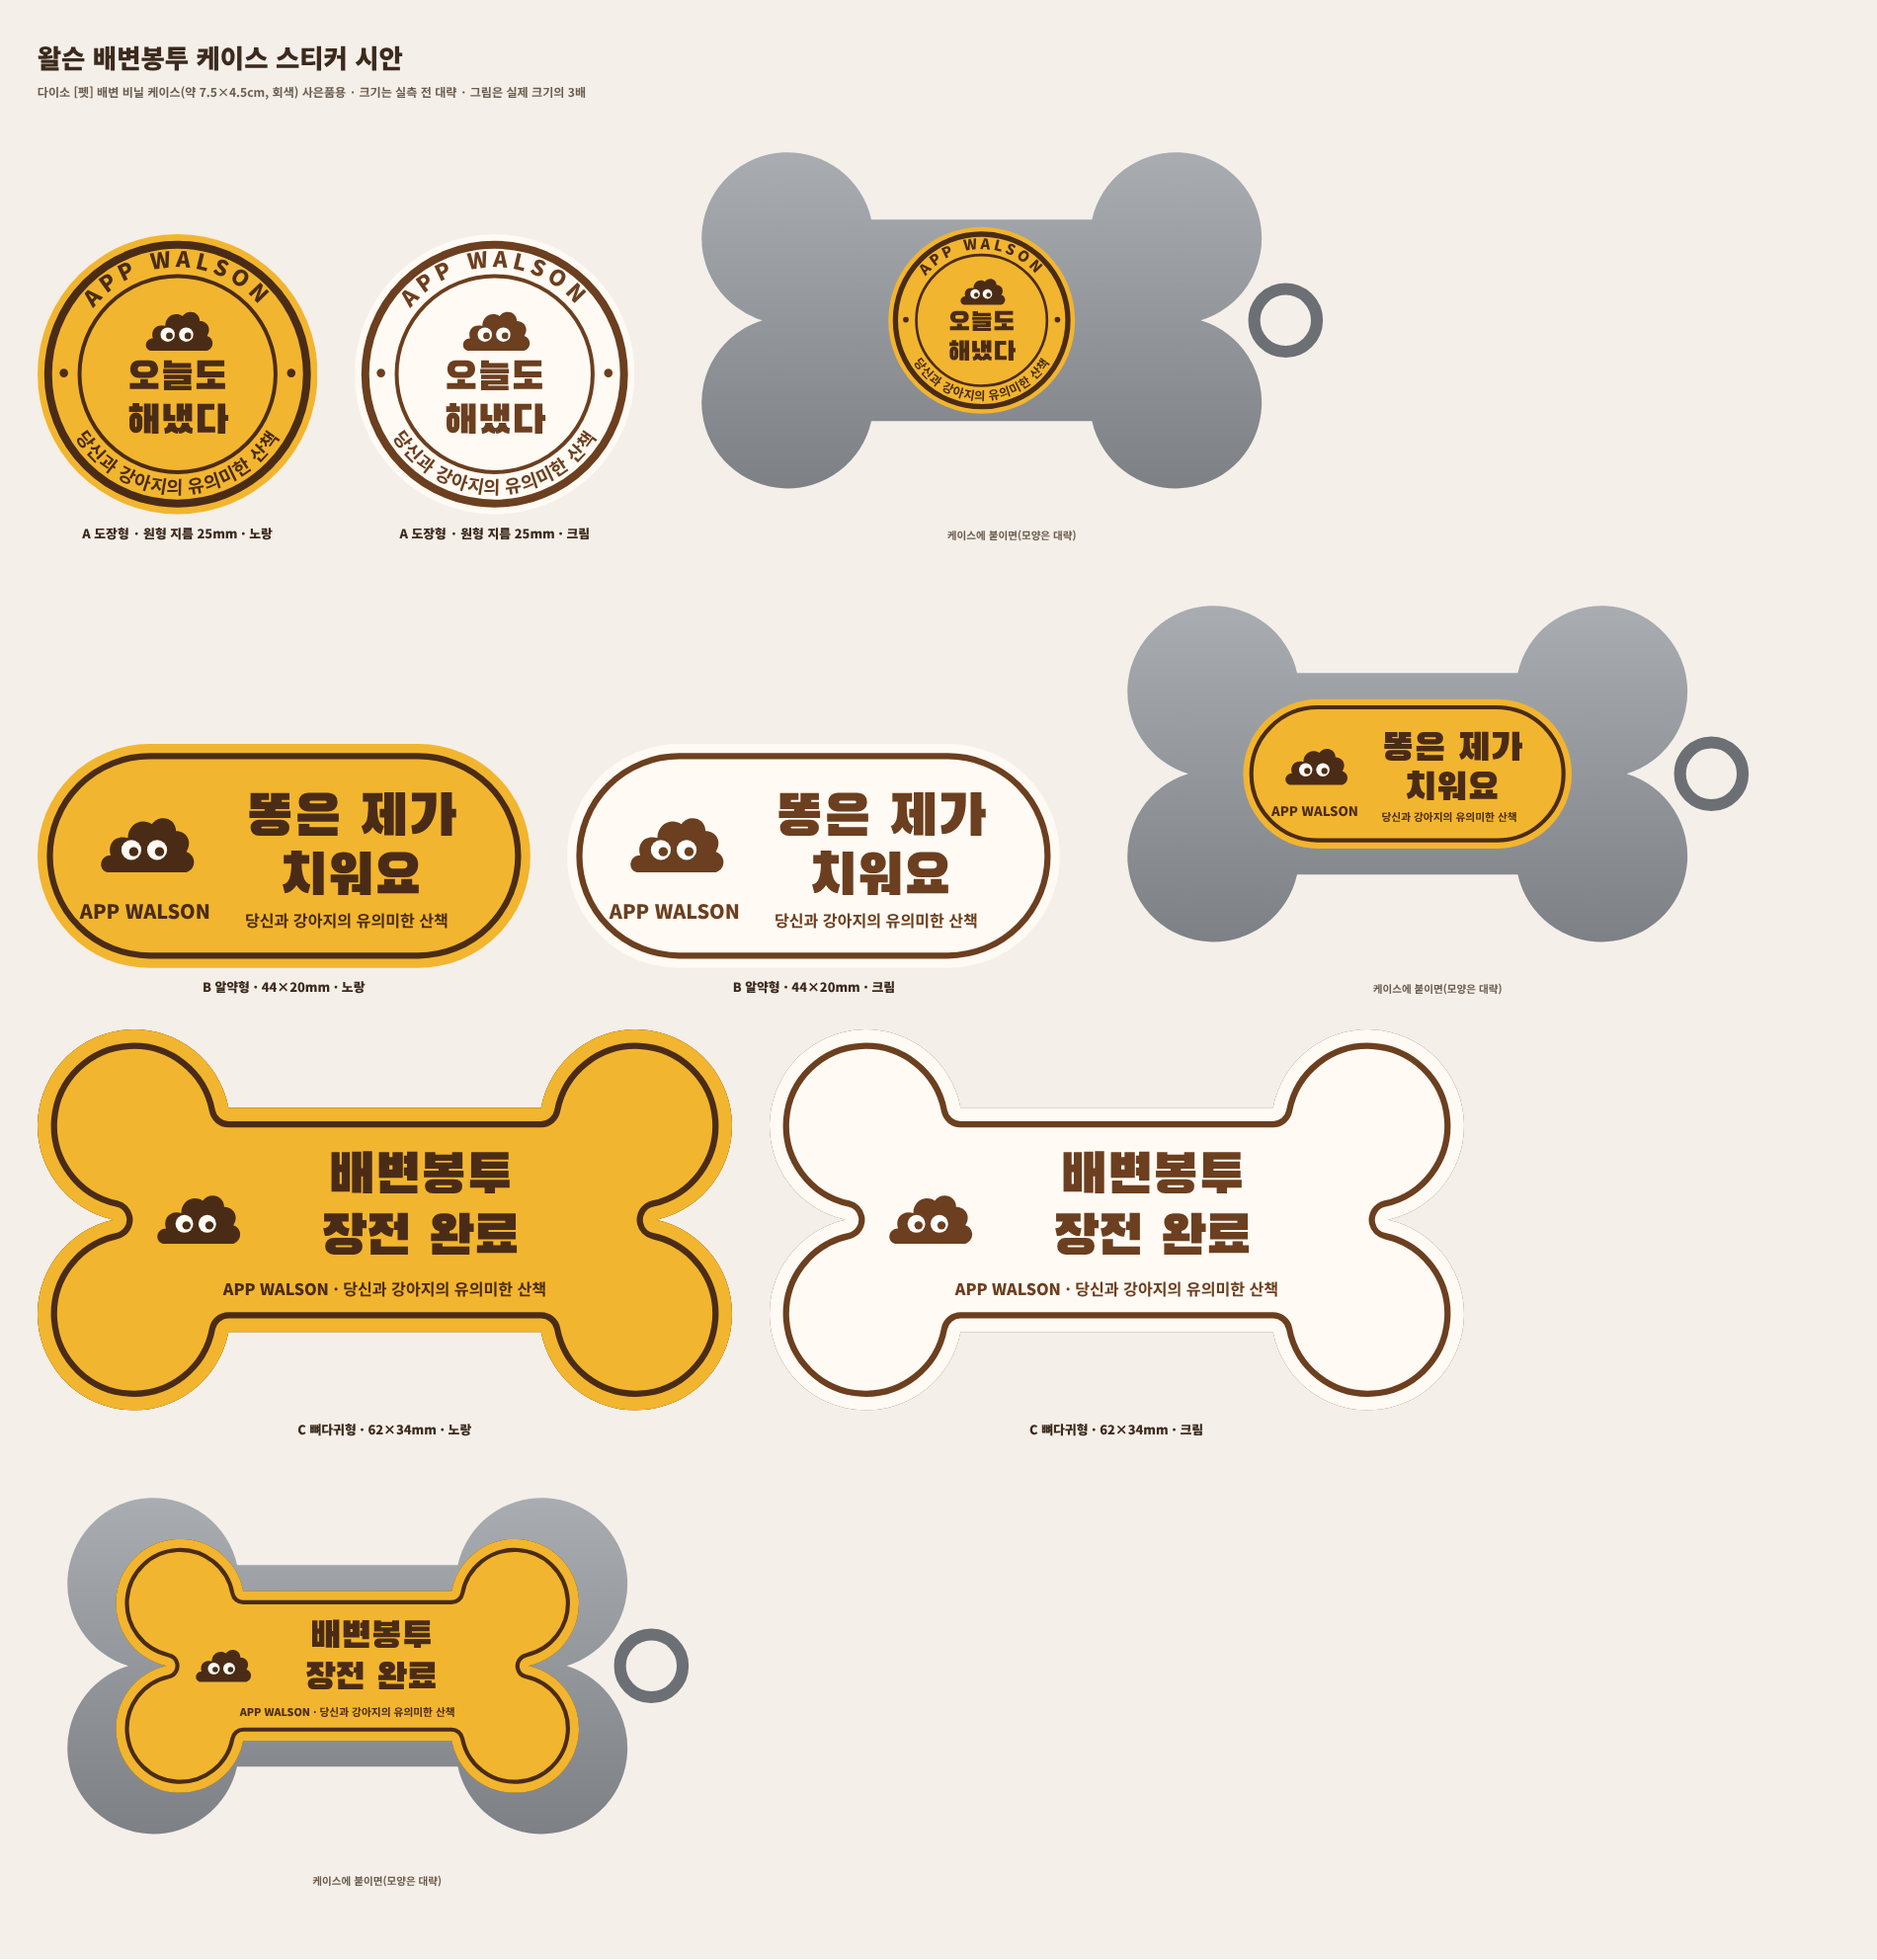 왈슨 배변봉투 케이스 스티커 시안
다이소 [펫] 배변 비닐 케이스(약 7.5×4.5cm, 회색) 사은품용 · 크기는 실측 전 대략 · 그림은 실제 크기의 3배
APP WALSON
오늘도
해냈다
당신과 강아지의 유의미한 산책
A 도장형 · 원형 지름 25mm · 노랑
APP WALSON
오늘도
해냈다
당신과 강아지의 유의미한 산책
A 도장형 · 원형 지름 25mm · 크림
APP WALSON
오늘도
해냈다
당신과 강아지의 유의미한 산책
케이스에 붙이면(모양은 대략)
똥은 제가
치워요
APP WALSON
당신과 강아지의 유의미한 산책
B 알약형 · 44×20mm · 노랑
똥은 제가
치워요
APP WALSON
당신과 강아지의 유의미한 산책
B 알약형 · 44×20mm · 크림
똥은 제가
치워요
APP WALSON
당신과 강아지의 유의미한 산책
케이스에 붙이면(모양은 대략)
배변봉투
장전 완료
APP WALSON · 당신과 강아지의 유의미한 산책
C 뼈다귀형 · 62×34mm · 노랑
배변봉투
장전 완료
APP WALSON · 당신과 강아지의 유의미한 산책
C 뼈다귀형 · 62×34mm · 크림
배변봉투
장전 완료
APP WALSON · 당신과 강아지의 유의미한 산책
케이스에 붙이면(모양은 대략)